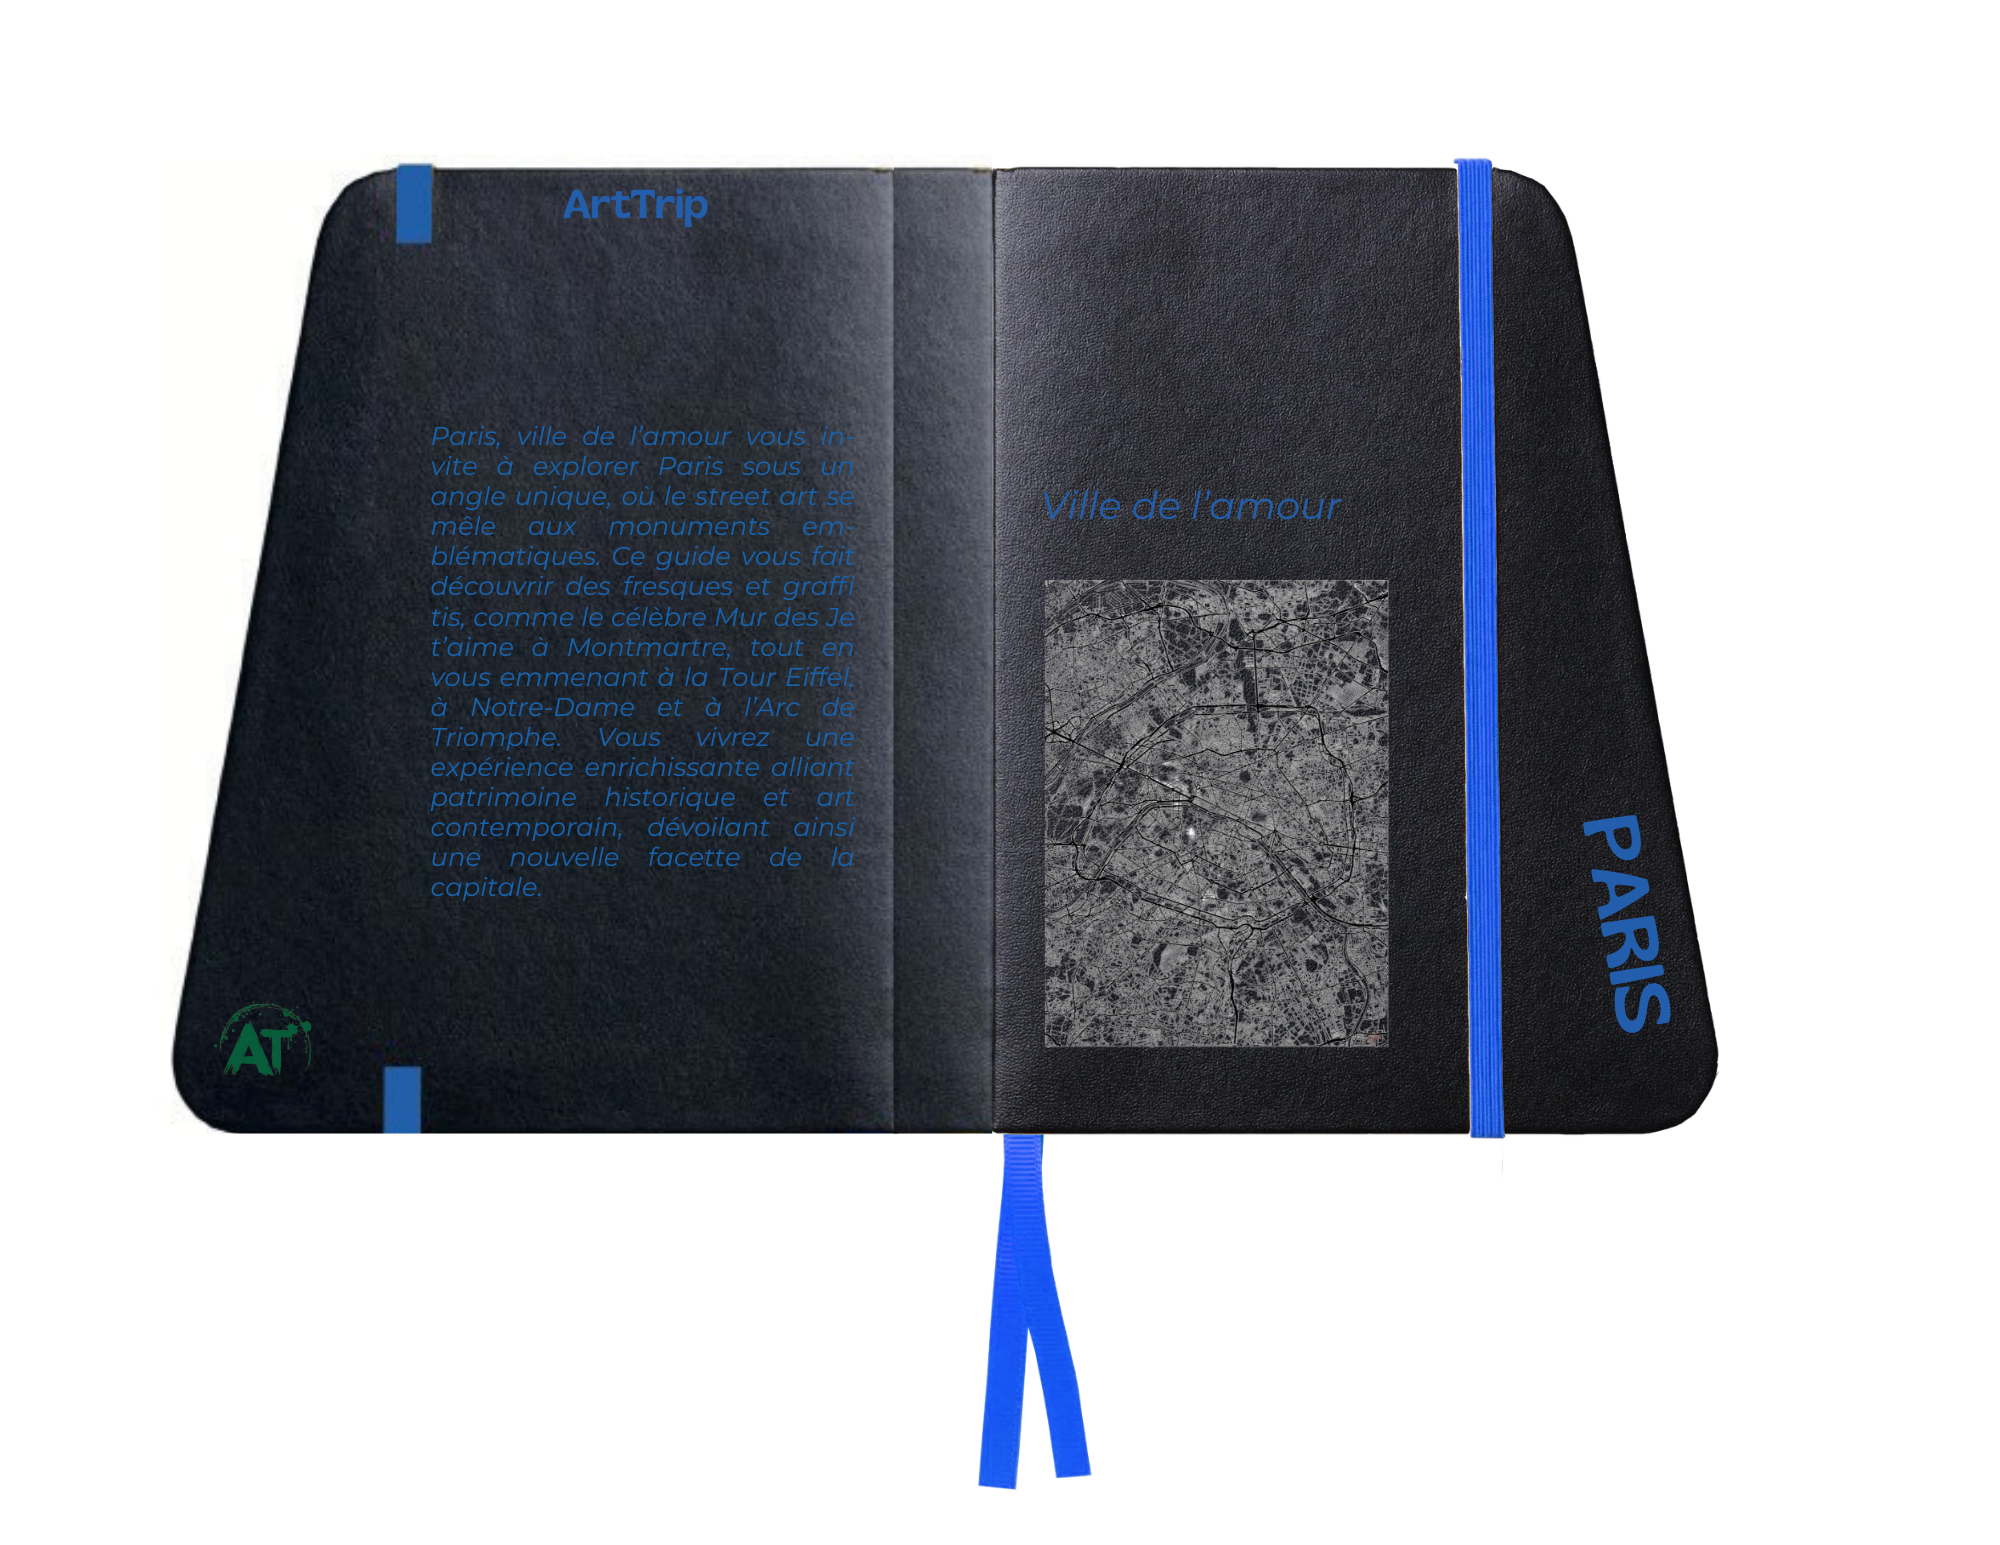 ArtTrip
Paris, ville de l’amour vous in-
vite à explorer Paris sous un
angle unique, où le street art se
mêle aux monuments em-
blématiques. Ce guide vous fait
découvrir des fresques et graffi
tis, comme le célèbre Mur des Je
t’aime à Montmartre, tout en
vous emmenant à la Tour Eiffel,
à Notre-Dame et à l’Arc de
Triomphe. Vous vivrez une
expérience enrichissante alliant
patrimoine historique et art
contemporain, dévoilant ainsi
une nouvelle facette de la
capitale.
AT
Ville de l’amour
PARIS